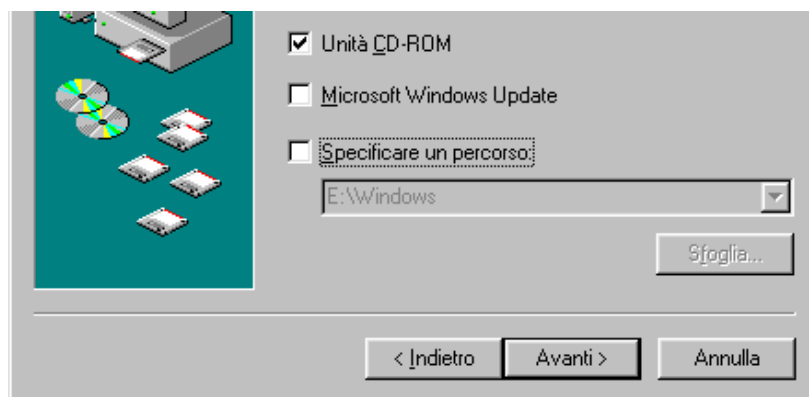 Unità CD-ROM
Microsoft Windows Update
Specificare un percorso:
E:\Windows
Sfoglia...
< Indietro
Avanti >
Annulla